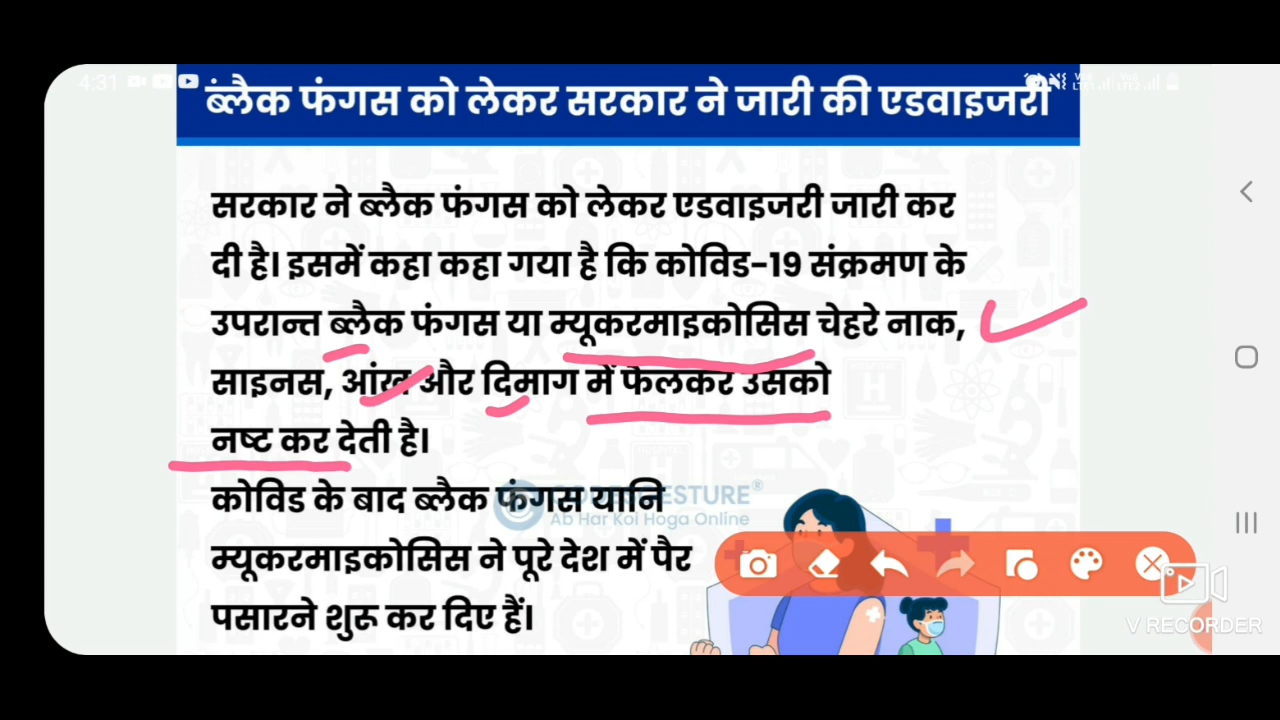 4:31
ब्लैक फंगस को लेकर सरकार ने जारी की एडवाइजरी
सरकार ने ब्लैक फंगस को लेकर एडवाइजरी जारी कर
दी है। इसमें कहा कहा गया है कि कोविड-19 संक्रमण के
उपरान्त ब्लैक फंगस या म्यूकरमाइकोसिस चेहरे नाक,
साइनस, आंख और दिमाग में फैलकर उसको
नष्ट कर देती है।
कोविड के बाद ब्लैक फंगस यानि
Ab Har Koi Hoga Online
म्यूकरमाइकोसिस ने पूरे देश में पैर
पसारने शुरू कर दिए हैं।
V RECORDER